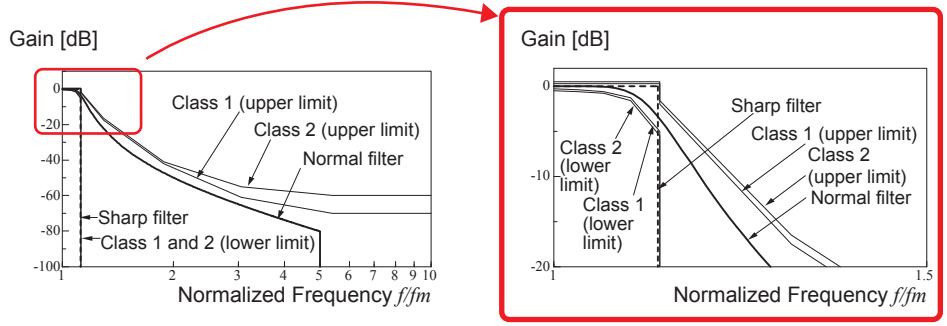 Gain [dB]
0
-20
-40
-60
-80
-100
Class 1 (upper limit)
Class 2 (upper limit)
Normal filter
Sharp filter
Class 1 and 2 (lower limit)
1
2
3
4
5
6
7
8
9
10
Normalized Frequency f/fm
Gain [dB]
0
-10
-20
Sharp filter
Class 1 (upper limit)
Class 2
(upper limit)
Normal filter
Class 2
(lower
limit)
Class 1
(lower
limit)
1
1.5
Normalized Frequency f/fm